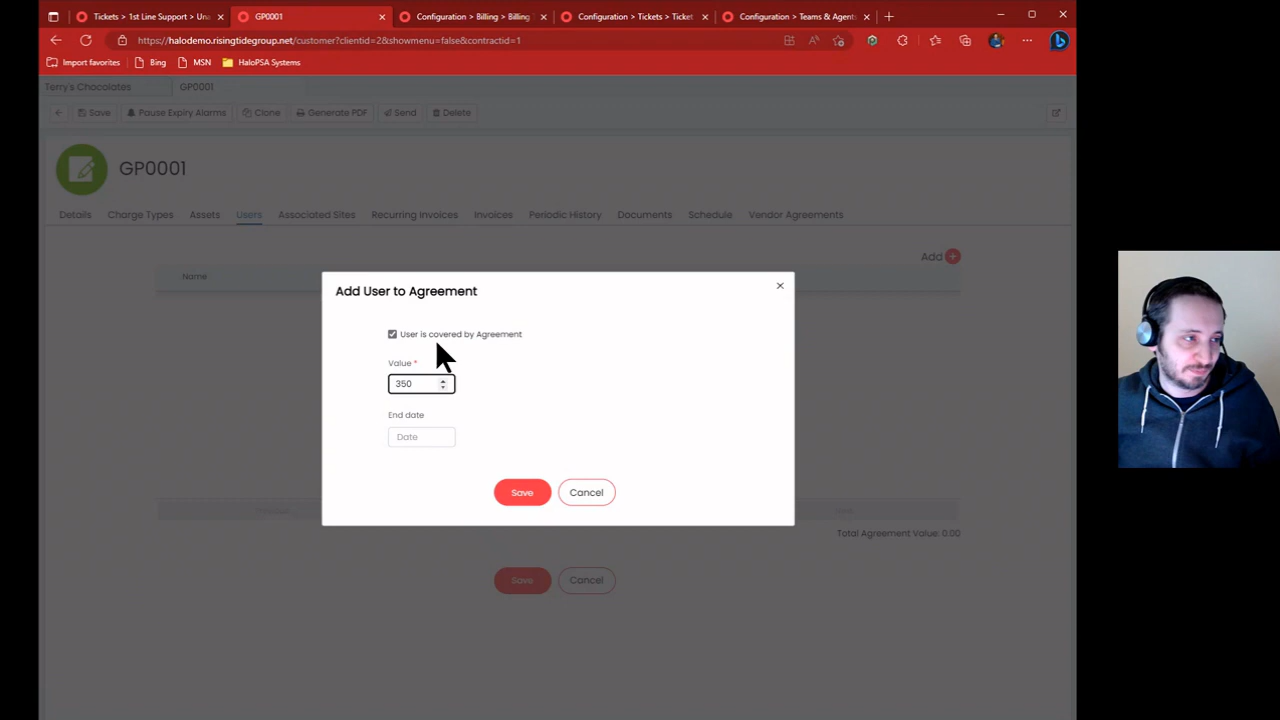 Tickets > 1st Line Support > Una
GP0001
Configuration > Billing > Billing
Configuration > Tickets > Ticket
Configuration > Teams & Agents
https://halodemo.risingtidegroup.net/customer?clientid=2&showmenu=false&contractid=1
Import favorites
Bing
MSN
HaloPSA Systems
Terry's Chocolates
GP0001
Save
Pause Expiry Alarms
Clone
Generate PDF
Send
Delete
GP0001
Details
Charge Types
Assets
Users
Associated Sites
Recurring Invoices
Invoices
Periodic History
Documents
Schedule
Vendor Agreements
Add
Name
Add User to Agreement
User is covered by Agreement
Value *
350
End date
Date
Save
Cancel
Total Agreement Value: 0.00
Save
Cancel